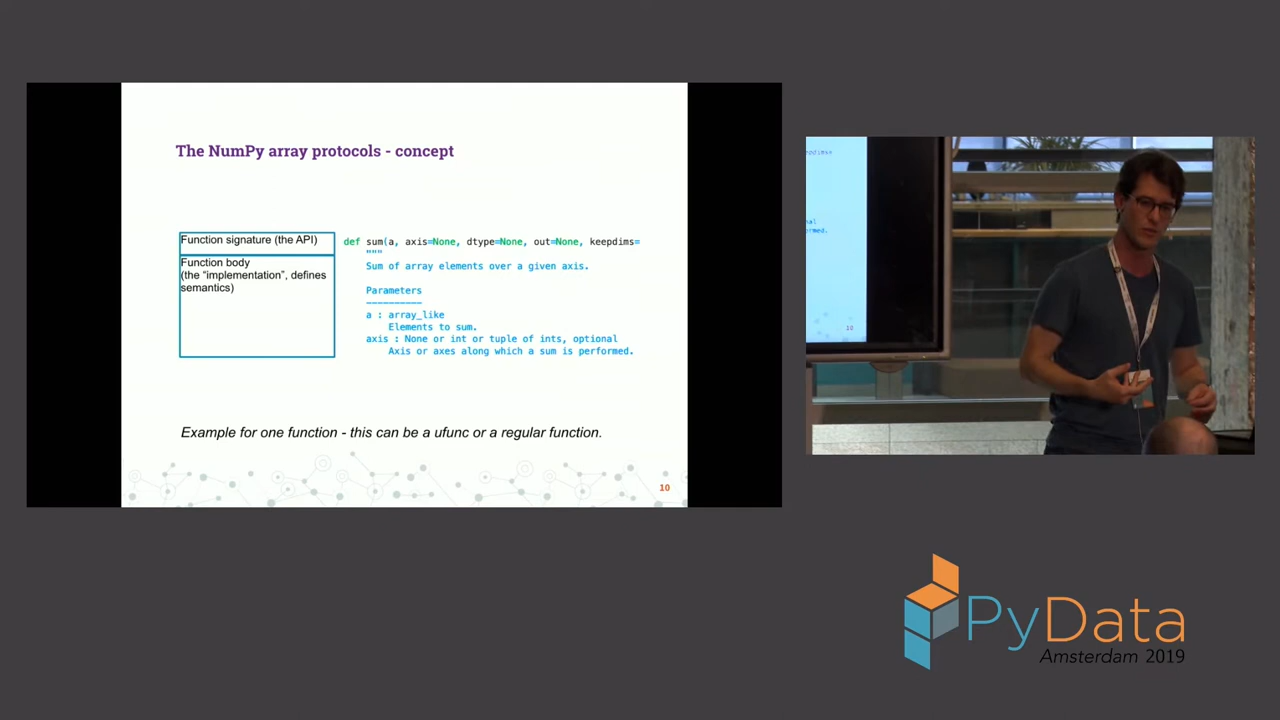 The NumPy array protocols - concept
Function signature (the API)
Function body
(the “implementation”, defines
semantics)
def sum(a, axis=None, dtype=None, out=None, keepdims=
"""
Sum of array elements over a given axis.
Parameters
----------
a : array_like
Elements to sum.
axis : None or int or tuple of ints, optional
Axis or axes along which a sum is performed.
Example for one function - this can be a ufunc or a regular function.
10
10
PyData
Amsterdam 2019